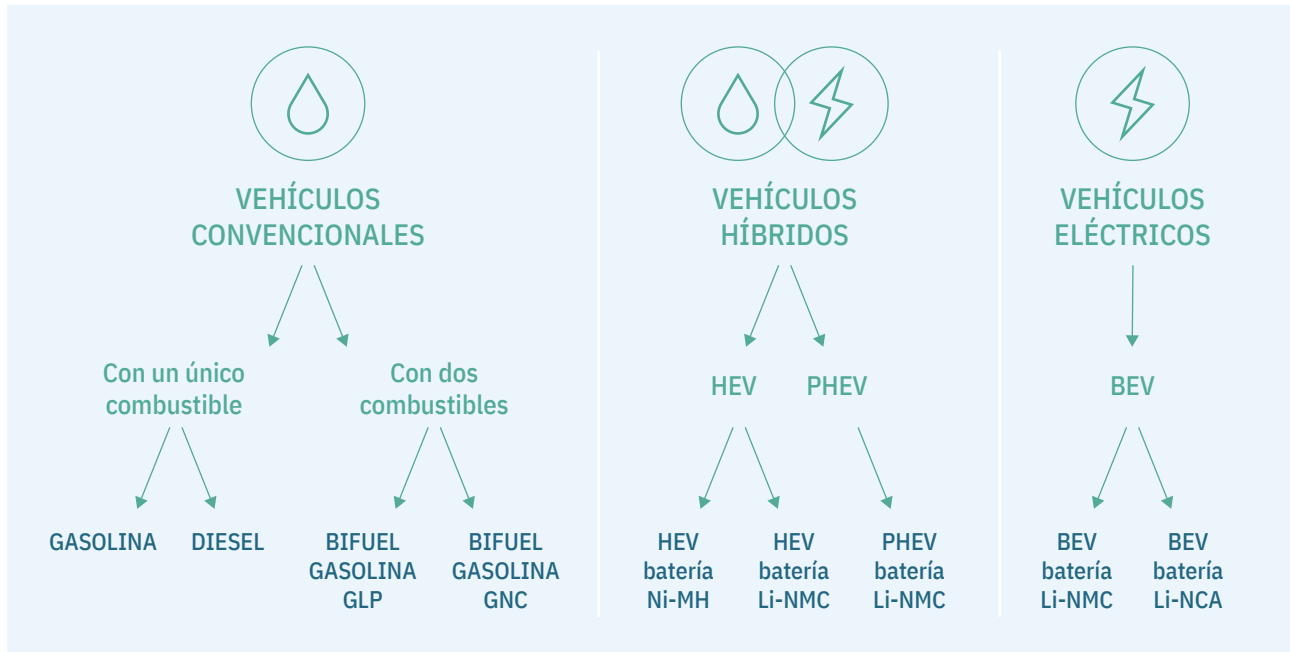 VEHÍCULOS
CONVENCIONALES
Con un único
combustible
Con dos
combustibles
GASOLINA
DIESEL
BIFUEL
GASOLINA
GLP
BIFUEL
GASOLINA
GNC
VEHÍCULOS
HÍBRIDOS
HEV
PHEV
HEV
batería
Ni-MH
HEV
batería
Li-NMC
PHEV
batería
Li-NMC
VEHÍCULOS
ELÉCTRICOS
BEV
BEV
batería
Li-NMC
BEV
batería
Li-NCA